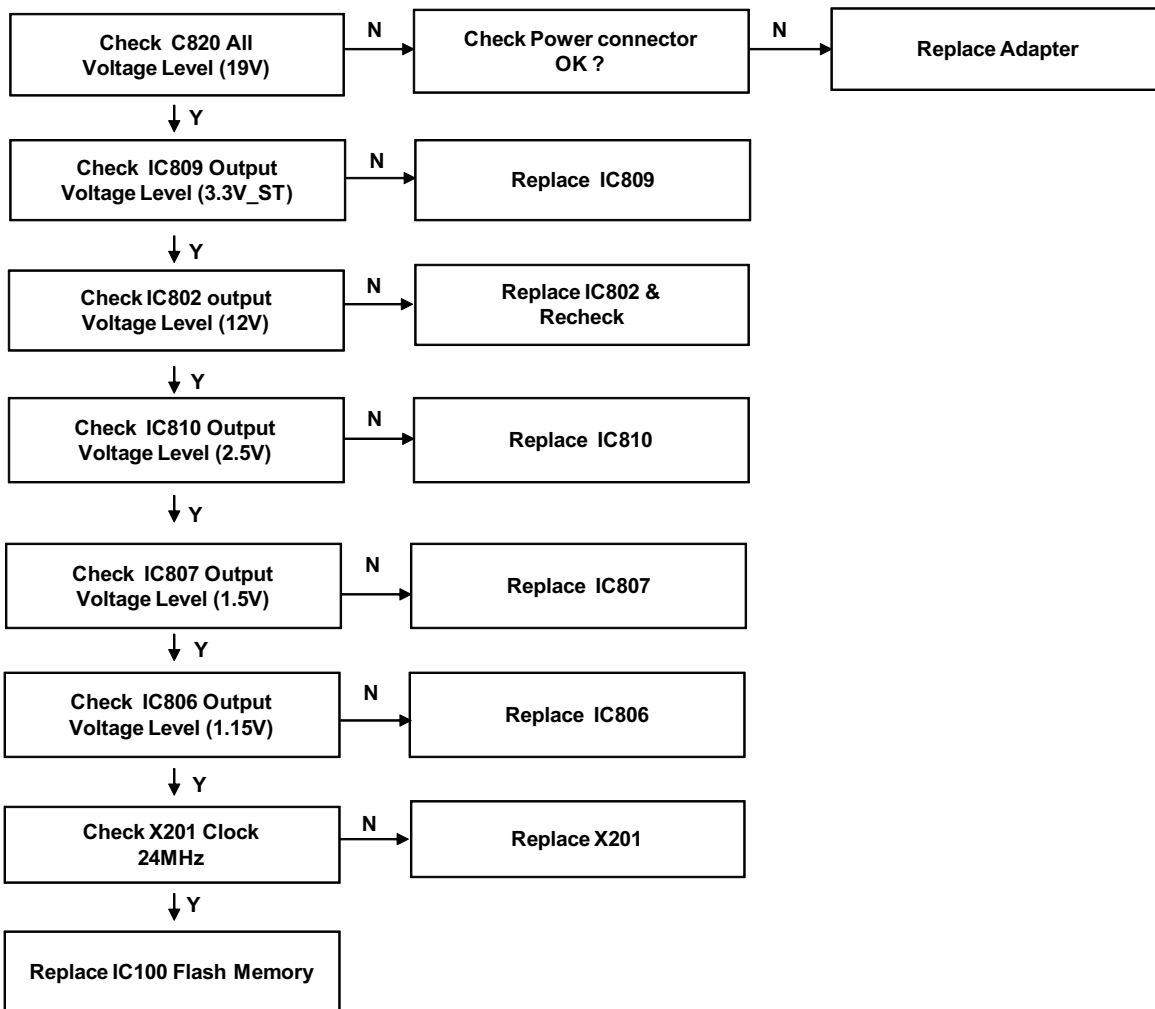 Check C820 All
Voltage Level (19V)
N
Check Power connector
OK ?
N
Replace Adapter
Y
Check IC809 Output
Voltage Level (3.3V_ST)
N
Replace IC809
Y
Check IC802 output
Voltage Level (12V)
N
Replace IC802 &
Recheck
Y
Check IC810 Output
Voltage Level (2.5V)
N
Replace IC810
Y
Check IC807 Output
Voltage Level (1.5V)
N
Replace IC807
Y
Check IC806 Output
Voltage Level (1.15V)
N
Replace IC806
Y
Check X201 Clock
24MHz
N
Replace X201
Y
Replace IC100 Flash Memory